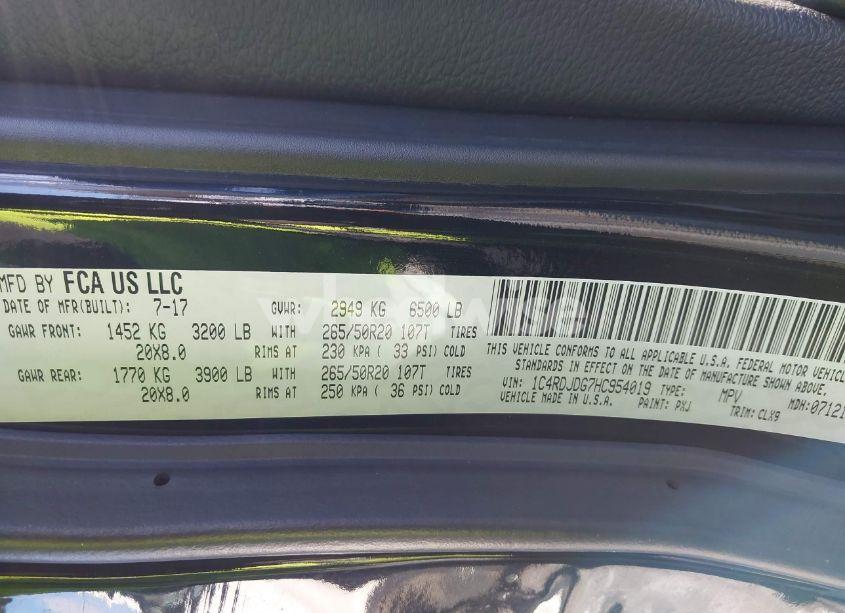 MFD BY FCA US LLC
DATE OF MFR(BUILT): 7-17 GVWR: 2949 KG 6500 LB
GAWR FRONT: 1452 KG 3200 LB WITH 265/50R20 107T TIRES
20X8.0 RIMS AT 230 KPA ( 33 PSI) COLD
GAWR REAR: 1770 KG 3900 LB WITH 265/50R20 107T TIRES
20X8.0 RIMS AT 250 KPA ( 36 PSI) COLD
THIS VEHICLE CONFORMS TO ALL APPLICABLE U.S.A. FEDERAL MOTOR VEHICL
STANDARDS IN EFFECT ON THE DATE OF MANUFACTURE SHOWN ABOVE.
VIN: 1C4RDJDG7HC954019 TYPE: MPV MDH:07121
VEHICLE MADE IN U.S.A. PAINT: PXJ TRIM: CLX9